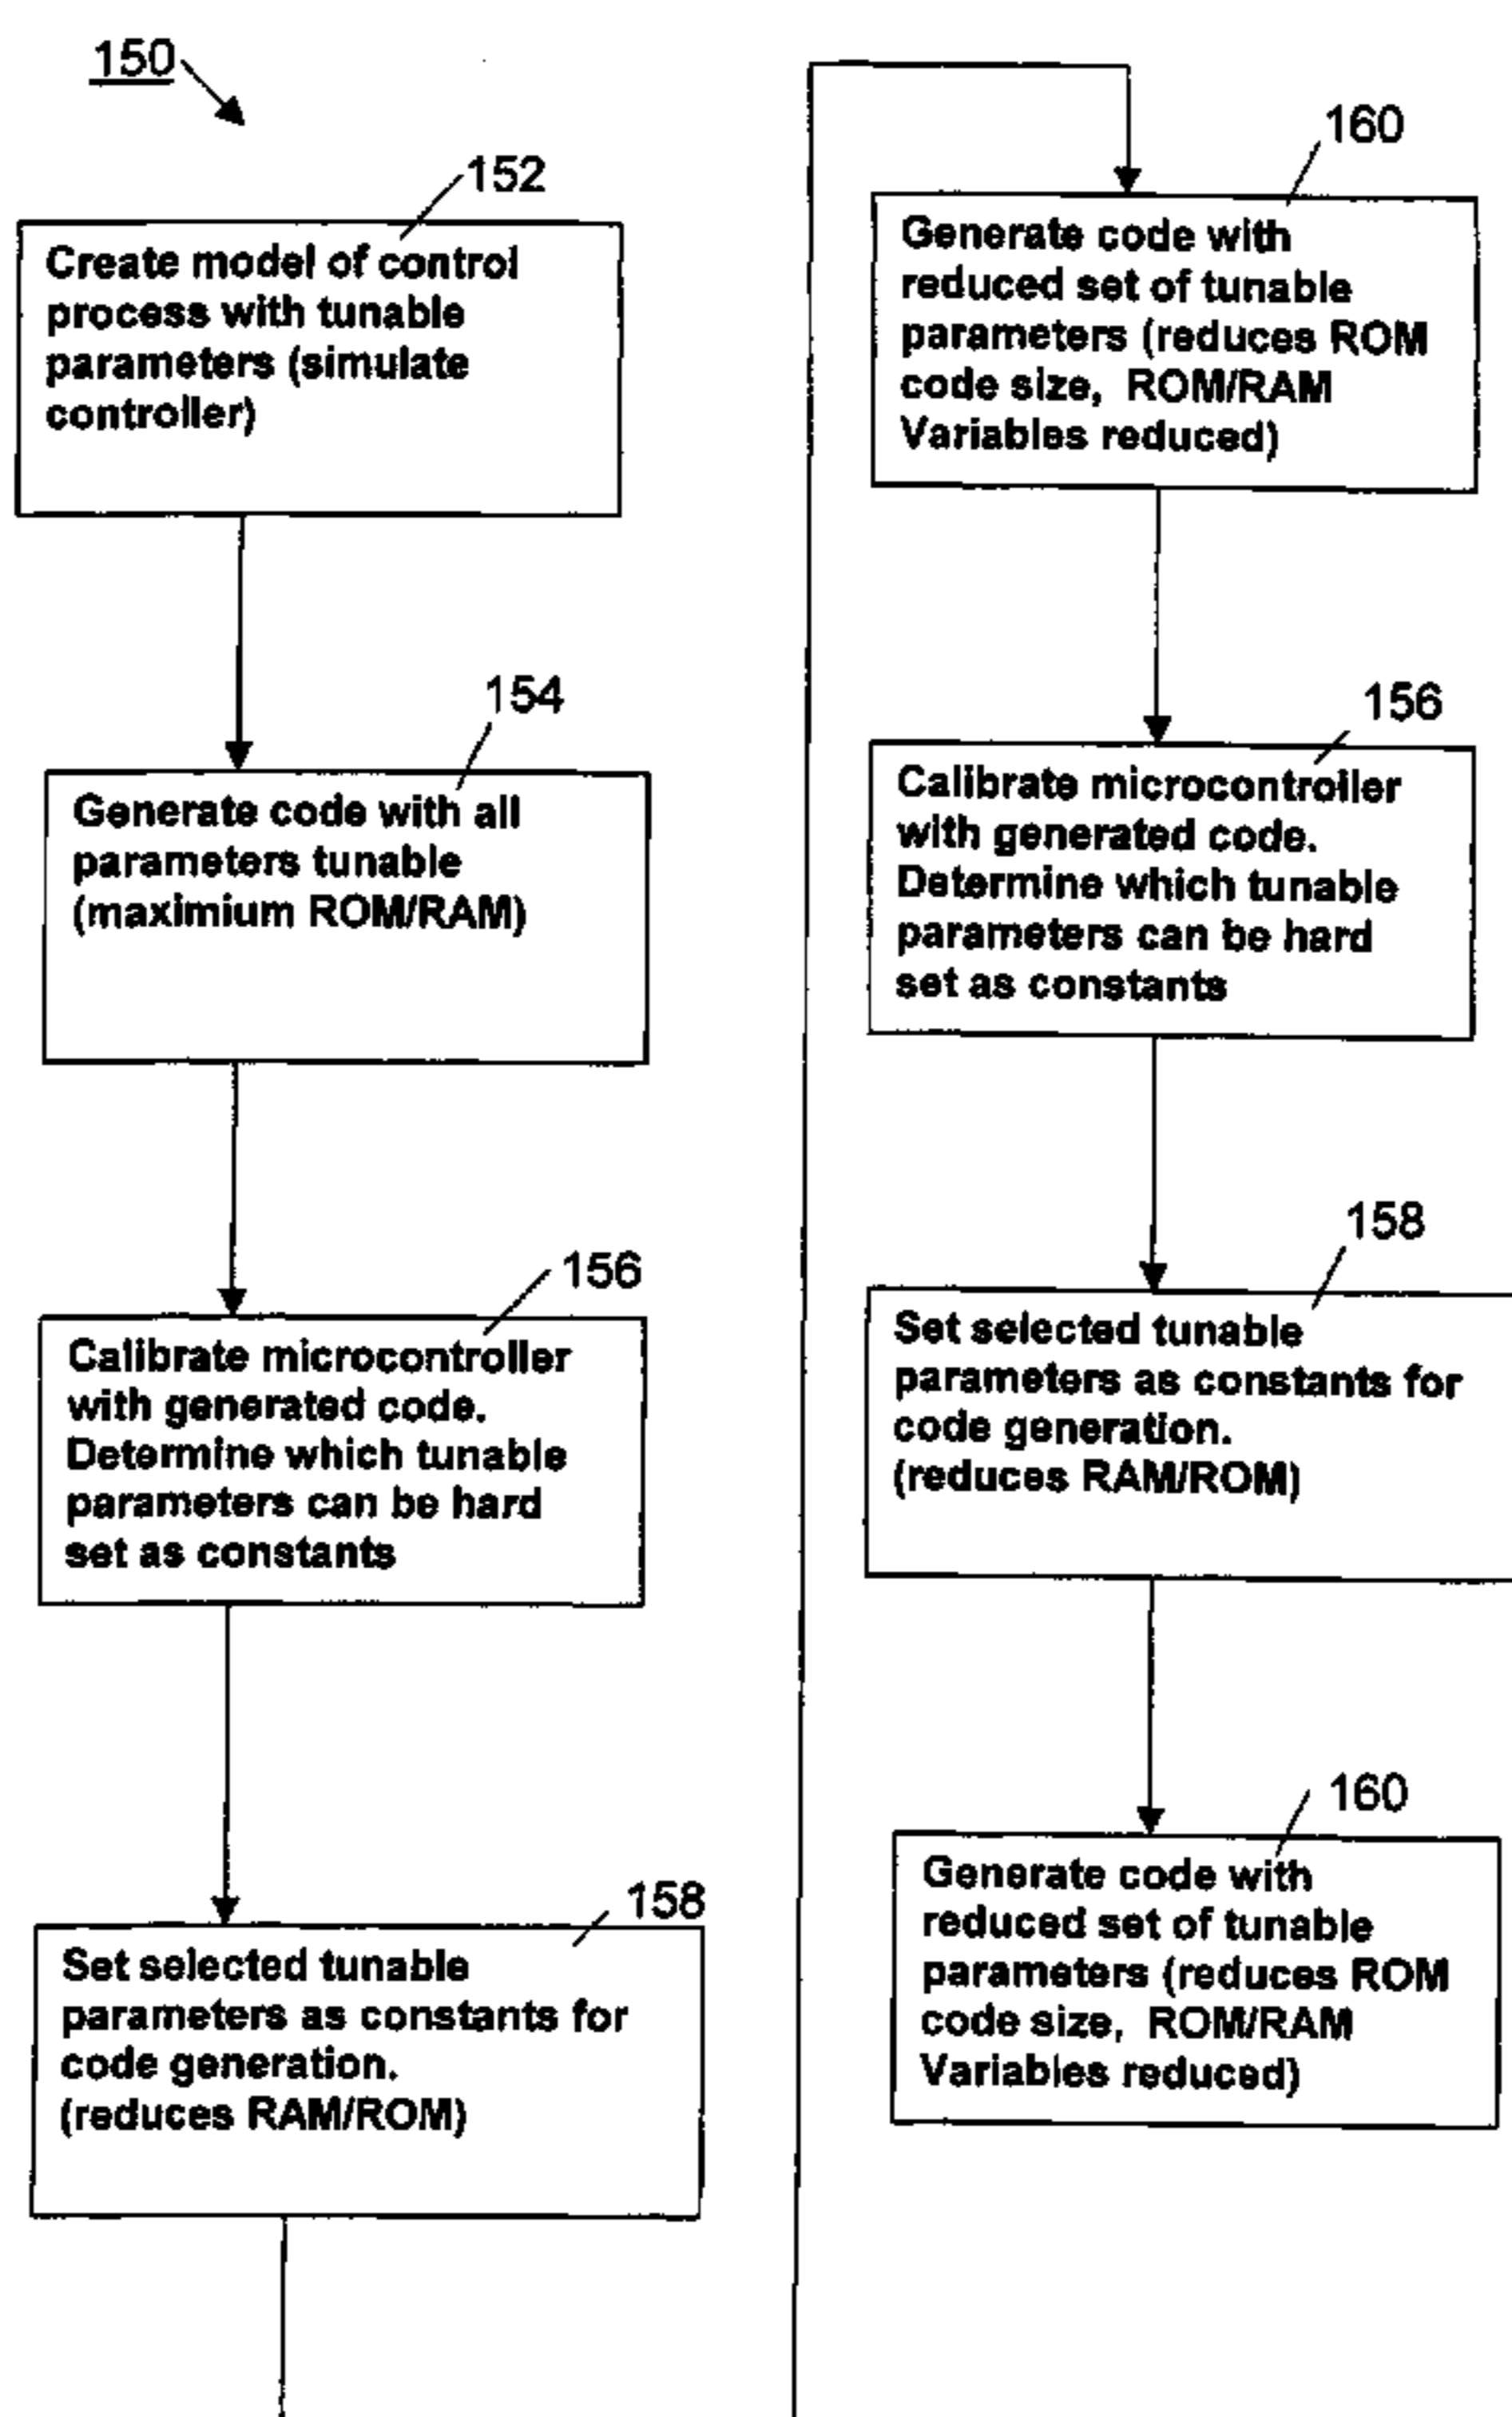 150
152
Create model of control
process with tunable
parameters (simulate
controller)
154
Generate code with all
parameters tunable
(maximium ROM/RAM)
156
Calibrate microcontroller
with generated code.
Determine which tunable
parameters can be hard
set as constants
158
Set selected tunable
parameters as constants for
code generation.
(reduces RAM/ROM)
160
Generate code with
reduced set of tunable
parameters (reduces ROM
code size, ROM/RAM
Variables reduced)
156
Calibrate microcontroller
with generated code.
Determine which tunable
parameters can be hard
set as constants
158
Set selected tunable
parameters as constants for
code generation.
(reduces RAM/ROM)
160
Generate code with
reduced set of tunable
parameters (reduces ROM
code size, ROM/RAM
Variables reduced)